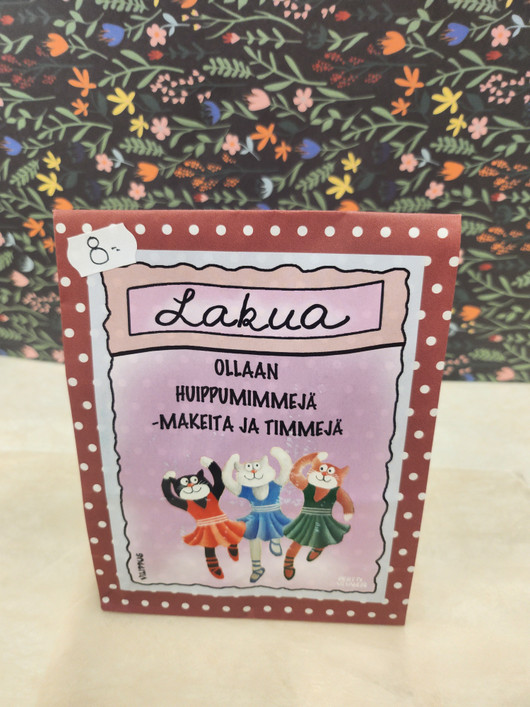 8,-
Lakua
OLLAAN
HUIPPUMIMMEJÄ
-MAKEITA JA TIMMEJÄ